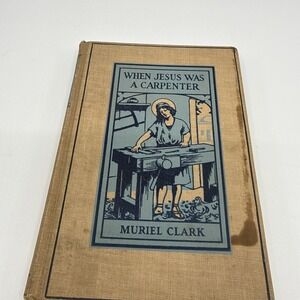 WHEN JESUS WAS
A CARPENTER
MURIEL CLARK